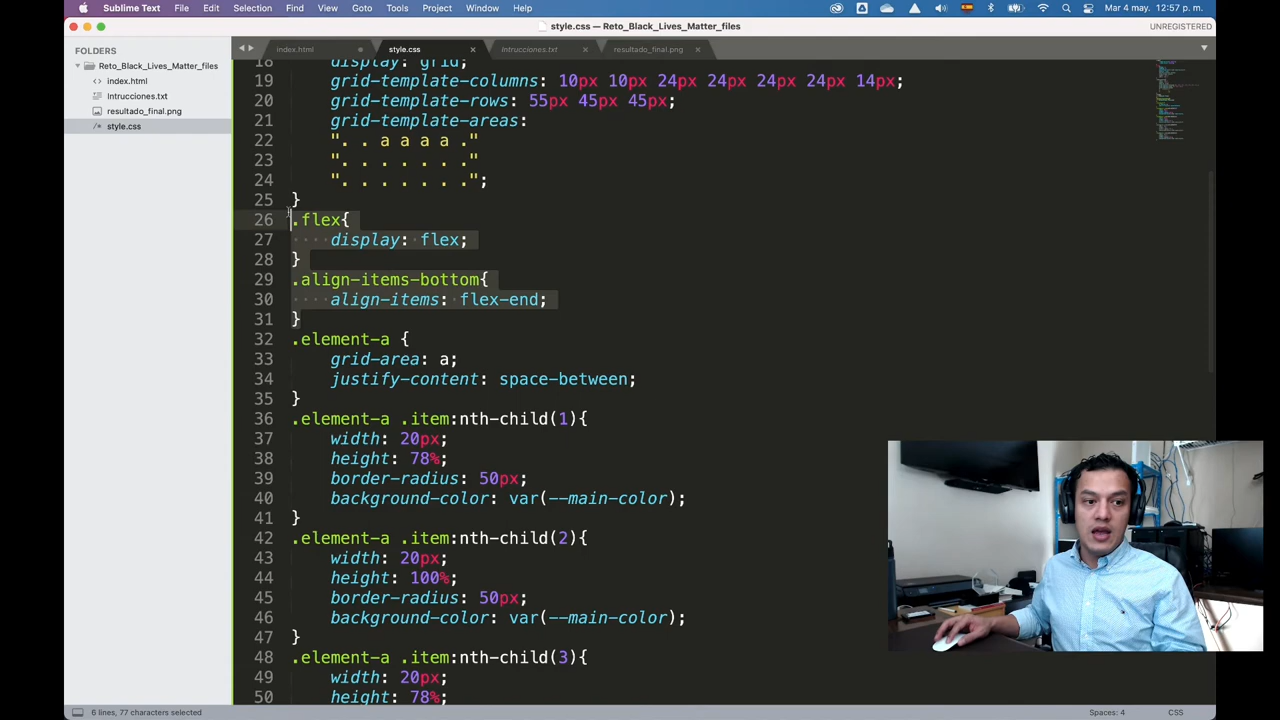 Sublime Text File Edit Selection Find View Goto Tools Project Window Help Mar 4 may. 12:57 p. m.
style.css — Reto_Black_Lives_Matter_files UNREGISTERED
FOLDERS
Reto_Black_Lives_Matter_files
index.html
Intrucciones.txt
resultado_final.png
style.css
index.html style.css Intrucciones.txt resultado_final.png
18 display: grid;
19 grid-template-columns: 10px 10px 24px 24px 24px 24px 14px;
20 grid-template-rows: 55px 45px 45px;
21 grid-template-areas:
22 ". . a a a a ."
23 ". . . . . . ."
24 ". . . . . . .";
25 }
26 .flex{
27 display: flex;
28 }
29 .align-items-bottom{
30 align-items: flex-end;
31 }
32 .element-a {
33 grid-area: a;
34 justify-content: space-between;
35 }
36 .element-a .item:nth-child(1){
37 width: 20px;
38 height: 78%;
39 border-radius: 50px;
40 background-color: var(--main-color);
41 }
42 .element-a .item:nth-child(2){
43 width: 20px;
44 height: 100%;
45 border-radius: 50px;
46 background-color: var(--main-color);
47 }
48 .element-a .item:nth-child(3){
49 width: 20px;
50 height: 78%;
6 lines, 77 characters selected Spaces: 4 CSS